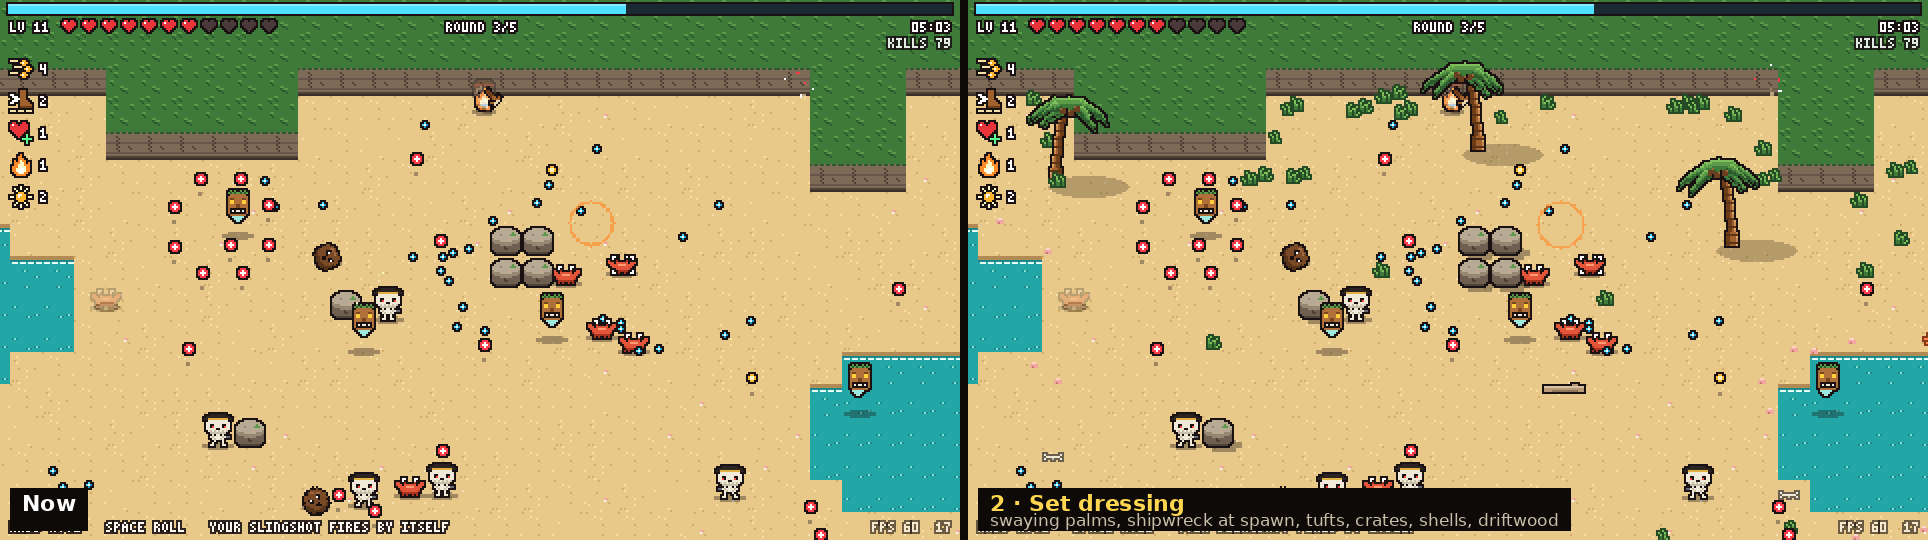 LV 11
ROUND 3/5
05:03
KILLS 79
4
2
1
1
2
Now
SPACE ROLL YOUR SLINGSHOT FIRES BY ITSELF
FPS 60 17
LV 11
ROUND 3/5
05:03
KILLS 79
4
2
1
1
2
2 · Set dressing
swaying palms, shipwreck at spawn, tufts, crates, shells, driftwood
FPS 60 17